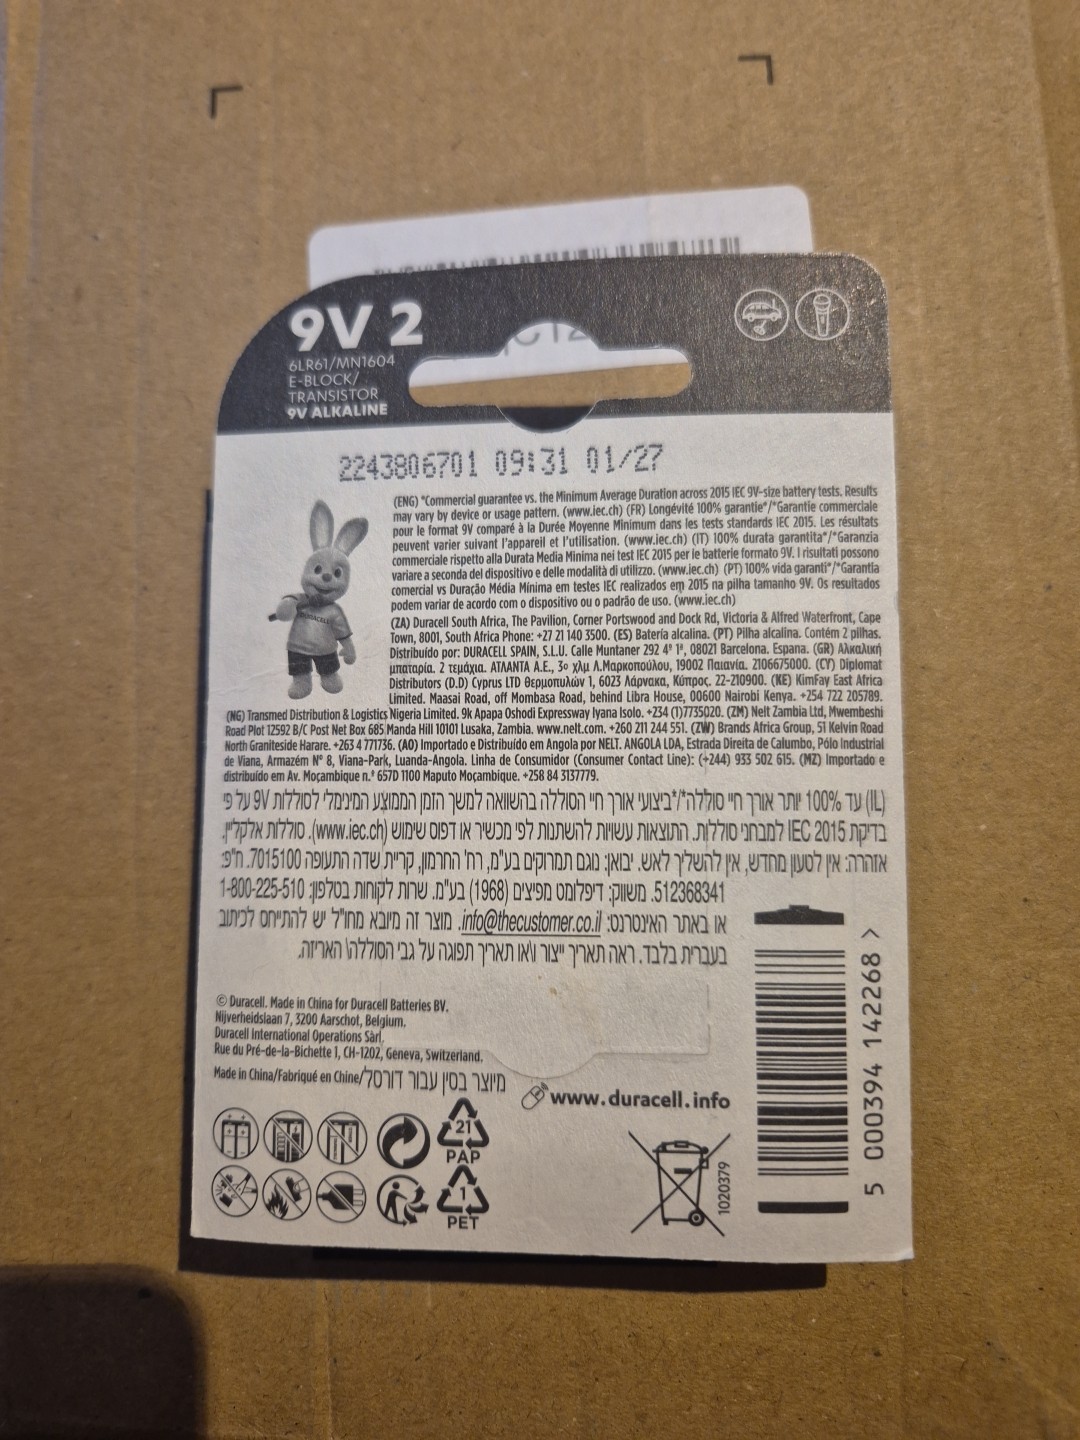 9V 2
6LR61/MN1604
E-BLOCK/
TRANSISTOR
9V ALKALINE
2243806701 09:31 01/27
(ENG) *Commercial guarantee vs. the Minimum Average Duration across 2015 IEC 9V-size battery tests. Results
may vary by device or usage pattern. (www.iec.ch) (FR) Longévité 100% garantie*/*Garantie commerciale
pour le format 9V comparé à la Durée Moyenne Minimum dans les tests standards IEC 2015. Les résultats
peuvent varier suivant l'appareil et l'utilisation. (www.iec.ch) (IT) 100% durata garantita*/*Garanzia
commerciale rispetto alla Durata Media Minima nei test IEC 2015 per le batterie formato 9V. I risultati possono
variare a seconda del dispositivo e delle modalità di utilizzo. (www.iec.ch) (PT) 100% vida garanti*/*Garantia
comercial vs Duração Média Mínima em testes IEC realizados em 2015 na pilha tamanho 9V. Os resultados
podem variar de acordo com o dispositivo ou o padrão de uso. (www.iec.ch)
(ZA) Duracell South Africa, The Pavilion, Corner Portswood and Dock Rd, Victoria & Alfred Waterfront, Cape
Town, 8001, South Africa Phone: +27 21 140 3500. (ES) Batería alcalina. (PT) Pilha alcalina. Contém 2 pilhas.
Distribuído por: DURACELL SPAIN, S.L.U. Calle Muntaner 292 4º 1ª, 08021 Barcelona. Espana. (GR) Αλκαλική
μπαταρία. 2 τεμάχια. ΑΤΛΑΝΤΑ Α.Ε., 3ο χλμ Λ.Μαρκοπούλου, 19002 Παιανία. 2106675000. (CY) Diplomat
Distributors (D.D) Cyprus LTD Θερμοπυλών 1, 6023 Λάρνακα, Κύπρος. 22-210900. (KE) KimFay East Africa
Limited. Maasai Road, off Mombasa Road, behind Libra House, 00600 Nairobi Kenya. +254 722 205789.
(NG) Transmed Distribution & Logistics Nigeria Limited. 9k Apapa Oshodi Expressway Iyana Isolo. +234 (1)7735020. (ZM) Nelt Zambia Ltd, Mwembeshi
Road Plot 12592 B/C Post Net Box 685 Manda Hill 10101 Lusaka, Zambia. www.nelt.com. +260 211 244 551. (ZW) Brands Africa Group, 51 Kelvin Road
North Graniteside Harare. +263 4 771736. (AO) Importado e Distribuído em Angola por NELT. ANGOLA LDA, Estrada Direita de Calumbo, Pólo Industrial
de Viana, Armazém Nº 8, Viana-Park, Luanda-Angola. Linha de Consumidor (Consumer Contact Line): (+244) 933 502 615. (MZ) Importado e
distribuído em Av. Moçambique n.º 657D 1100 Maputo Moçambique. +258 84 3137779.
(IL) עד 100% יותר אורך חיי סוללה*/*ביצועי אורך חיי הסוללה בהשוואה למשך הזמן הממוצע המינימלי לסוללות 9V על פי
בדיקת IEC 2015 למבחני סוללות. התוצאות עשויות להשתנות לפי מכשיר או דפוס שימוש (www.iec.ch). סוללות אלקליין.
אזהרה: אין לטעון מחדש, אין להשליך לאש. יבואן: נוגם תמרוקים בע"מ, רח' החרמון, קריית שדה התעופה 7015100. ח"פ:
512368341. משווק: דיפלומט מפיצים (1968) בע"מ. שרות לקוחות בטלפון: 1-800-225-510
או באתר האינטרנט: info@thecustomer.co.il. מוצר זה מיובא מחו"ל יש להתייחס לכיתוב
בעברית בלבד. ראה תאריך ייצור ו\או תאריך תפוגה על גבי הסוללה\ האריזה.
© Duracell. Made in China for Duracell Batteries BV.
Nijverheidslaan 7, 3200 Aarschot, Belgium.
Duracell International Operations Sàrl.
Rue du Pré-de-la-Bichette 1, CH-1202, Geneva, Switzerland.
Made in China/Fabriqué en Chine/מיוצר בסין עבור דורסל
www.duracell.info
21
PAP
1
PET
1020379
5 000394 142268 >
DURACELL